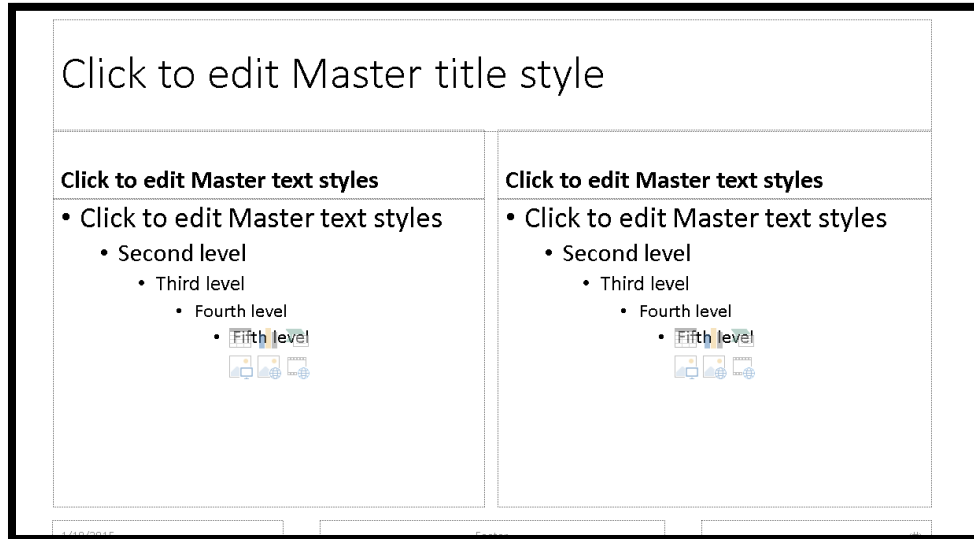 Click to edit Master title style
Click to edit Master text styles
• Click to edit Master text styles
• Second level
• Third level
• Fourth level
• Fifth level
Click to edit Master text styles
• Click to edit Master text styles
• Second level
• Third level
• Fourth level
• Fifth level
Footer